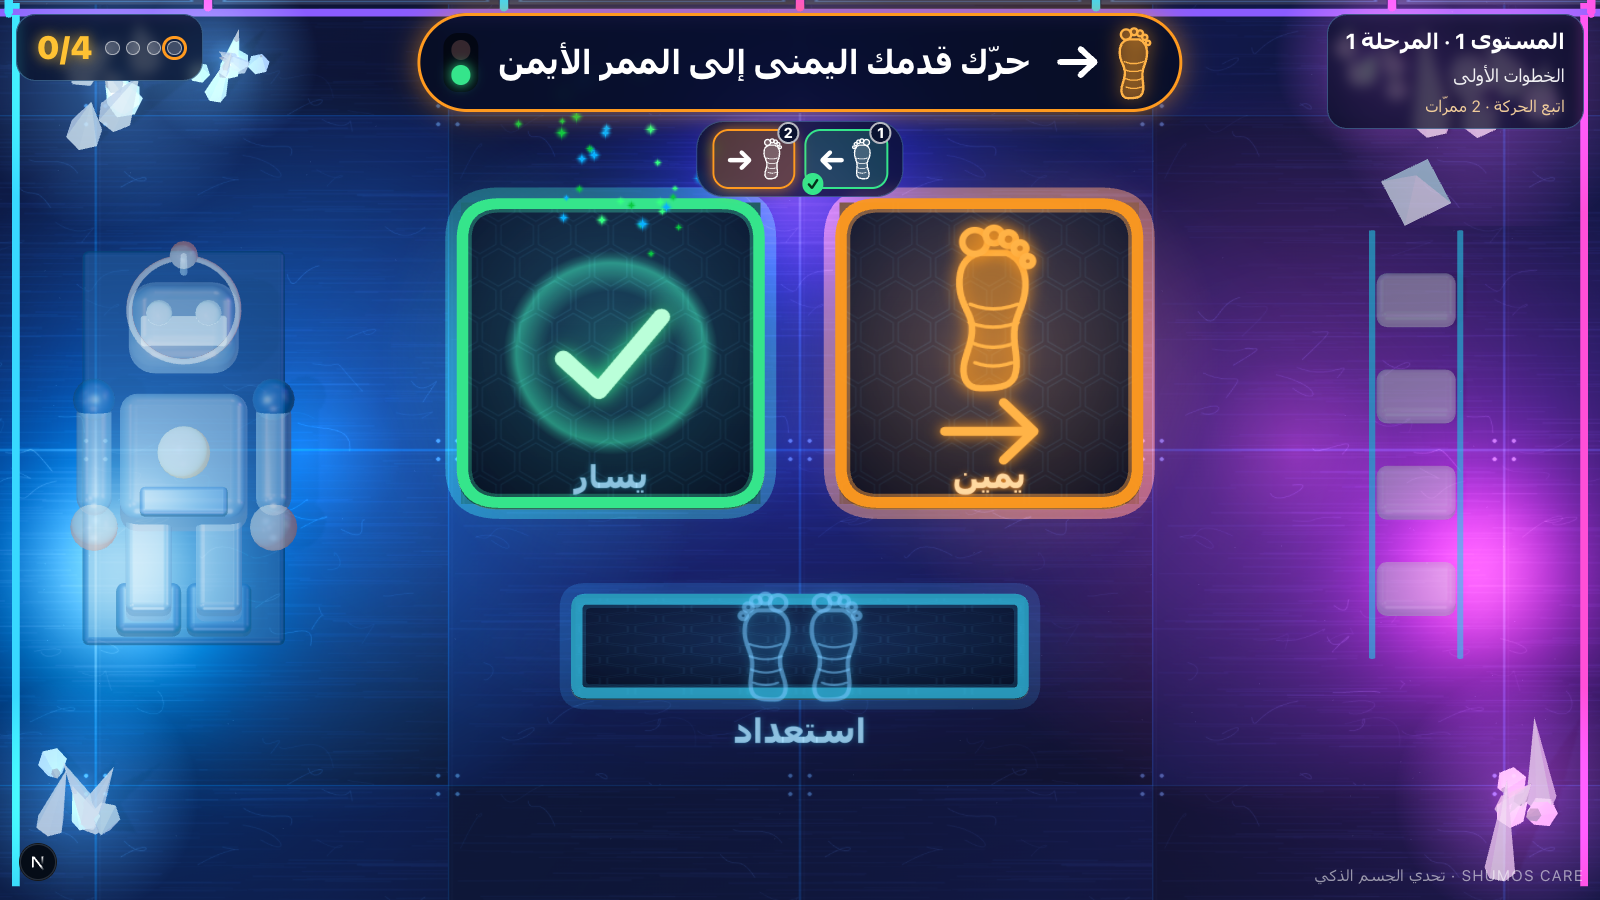 المستوى 1 · المرحلة 1
الخطوات الأولى
اتبع الحركة · 2 ممرّات
حرّك قدمك اليمنى إلى الممر الأيمن
0/4
1
2
يمين
يسار
استعداد
N
تحدي الجسم الذكي · SHUMOS CARE